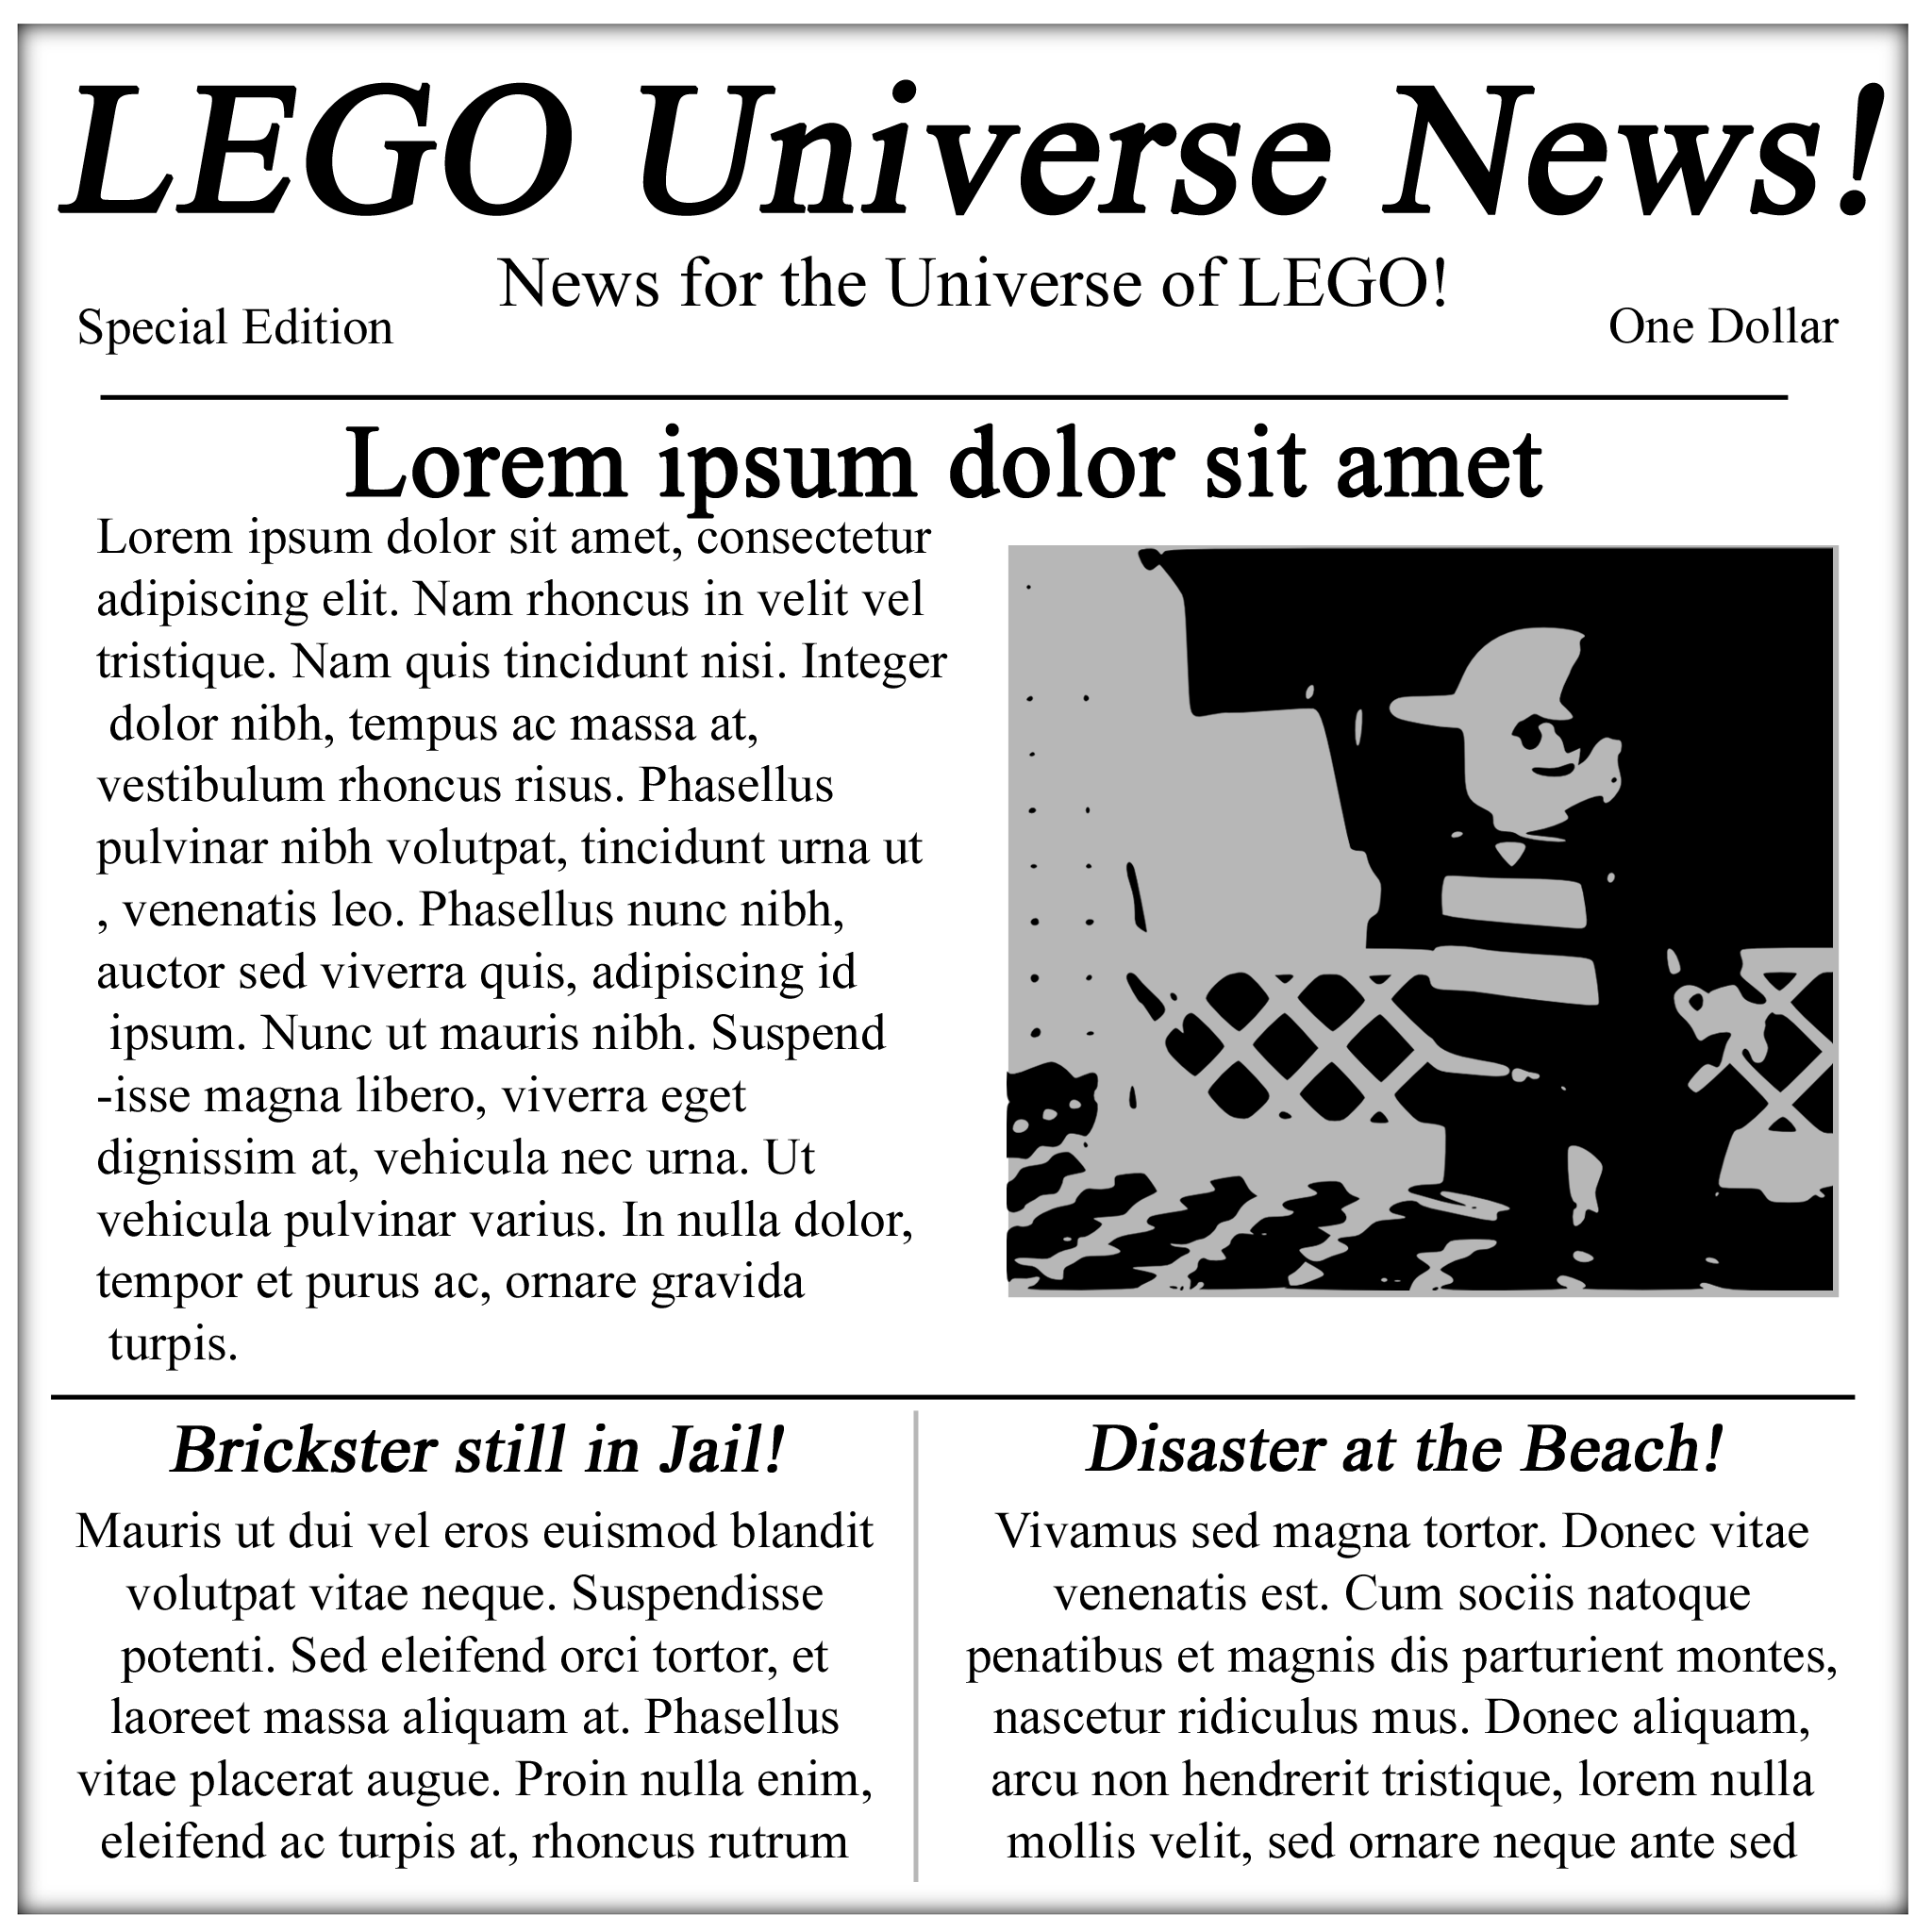 LEGO Universe News!
News for the Universe of LEGO!
Special Edition
One Dollar
Lorem ipsum dolor sit amet
Lorem ipsum dolor sit amet, consectetur
adipiscing elit. Nam rhoncus in velit vel
tristique. Nam quis tincidunt nisi. Integer
dolor nibh, tempus ac massa at,
vestibulum rhoncus risus. Phasellus
pulvinar nibh volutpat, tincidunt urna ut
, venenatis leo. Phasellus nunc nibh,
auctor sed viverra quis, adipiscing id
ipsum. Nunc ut mauris nibh. Suspend
-isse magna libero, viverra eget
dignissim at, vehicula nec urna. Ut
vehicula pulvinar varius. In nulla dolor,
tempor et purus ac, ornare gravida
turpis.
Brickster still in Jail!
Mauris ut dui vel eros euismod blandit
volutpat vitae neque. Suspendisse
potenti. Sed eleifend orci tortor, et
laoreet massa aliquam at. Phasellus
vitae placerat augue. Proin nulla enim,
eleifend ac turpis at, rhoncus rutrum
Disaster at the Beach!
Vivamus sed magna tortor. Donec vitae
venenatis est. Cum sociis natoque
penatibus et magnis dis parturient montes,
nascetur ridiculus mus. Donec aliquam,
arcu non hendrerit tristique, lorem nulla
mollis velit, sed ornare neque ante sed